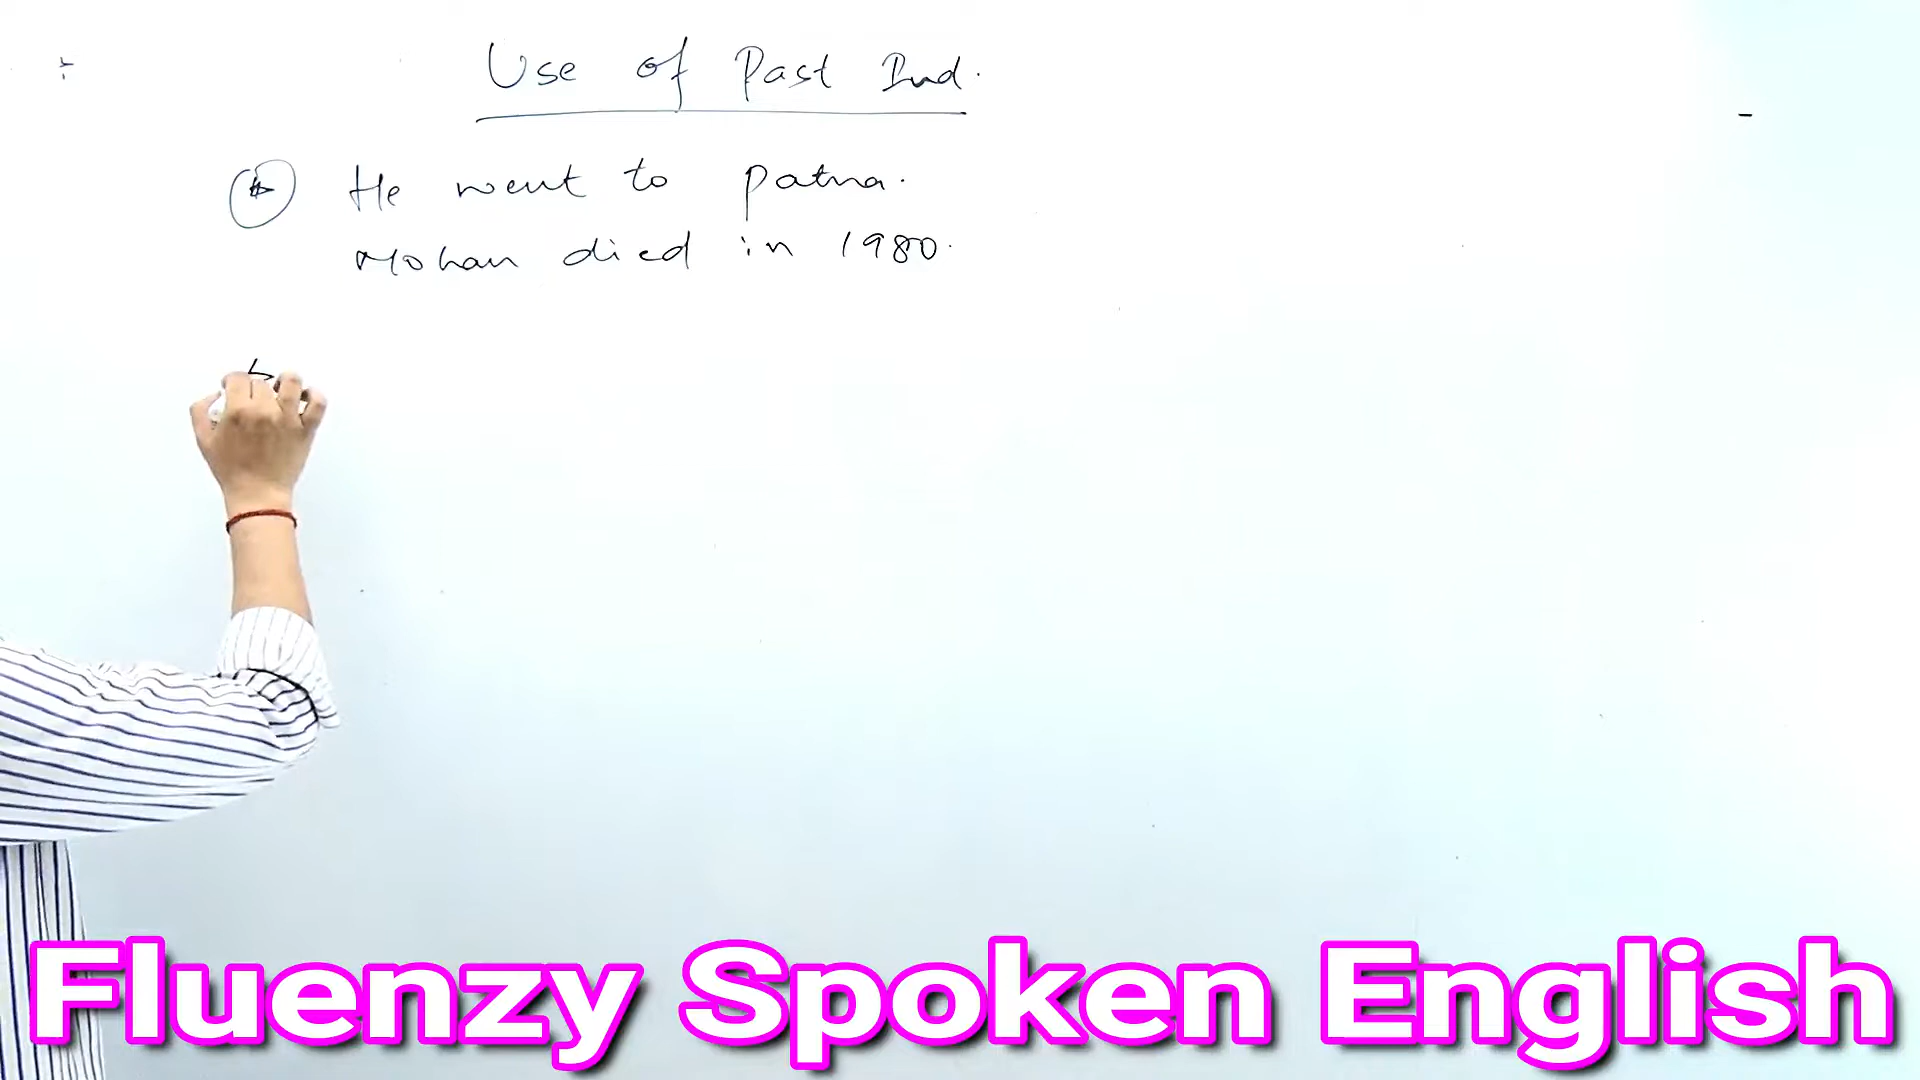 Use of Past Ind.
He went to Patna.
Mohan died in 1980.
Fluenzy Spoken English